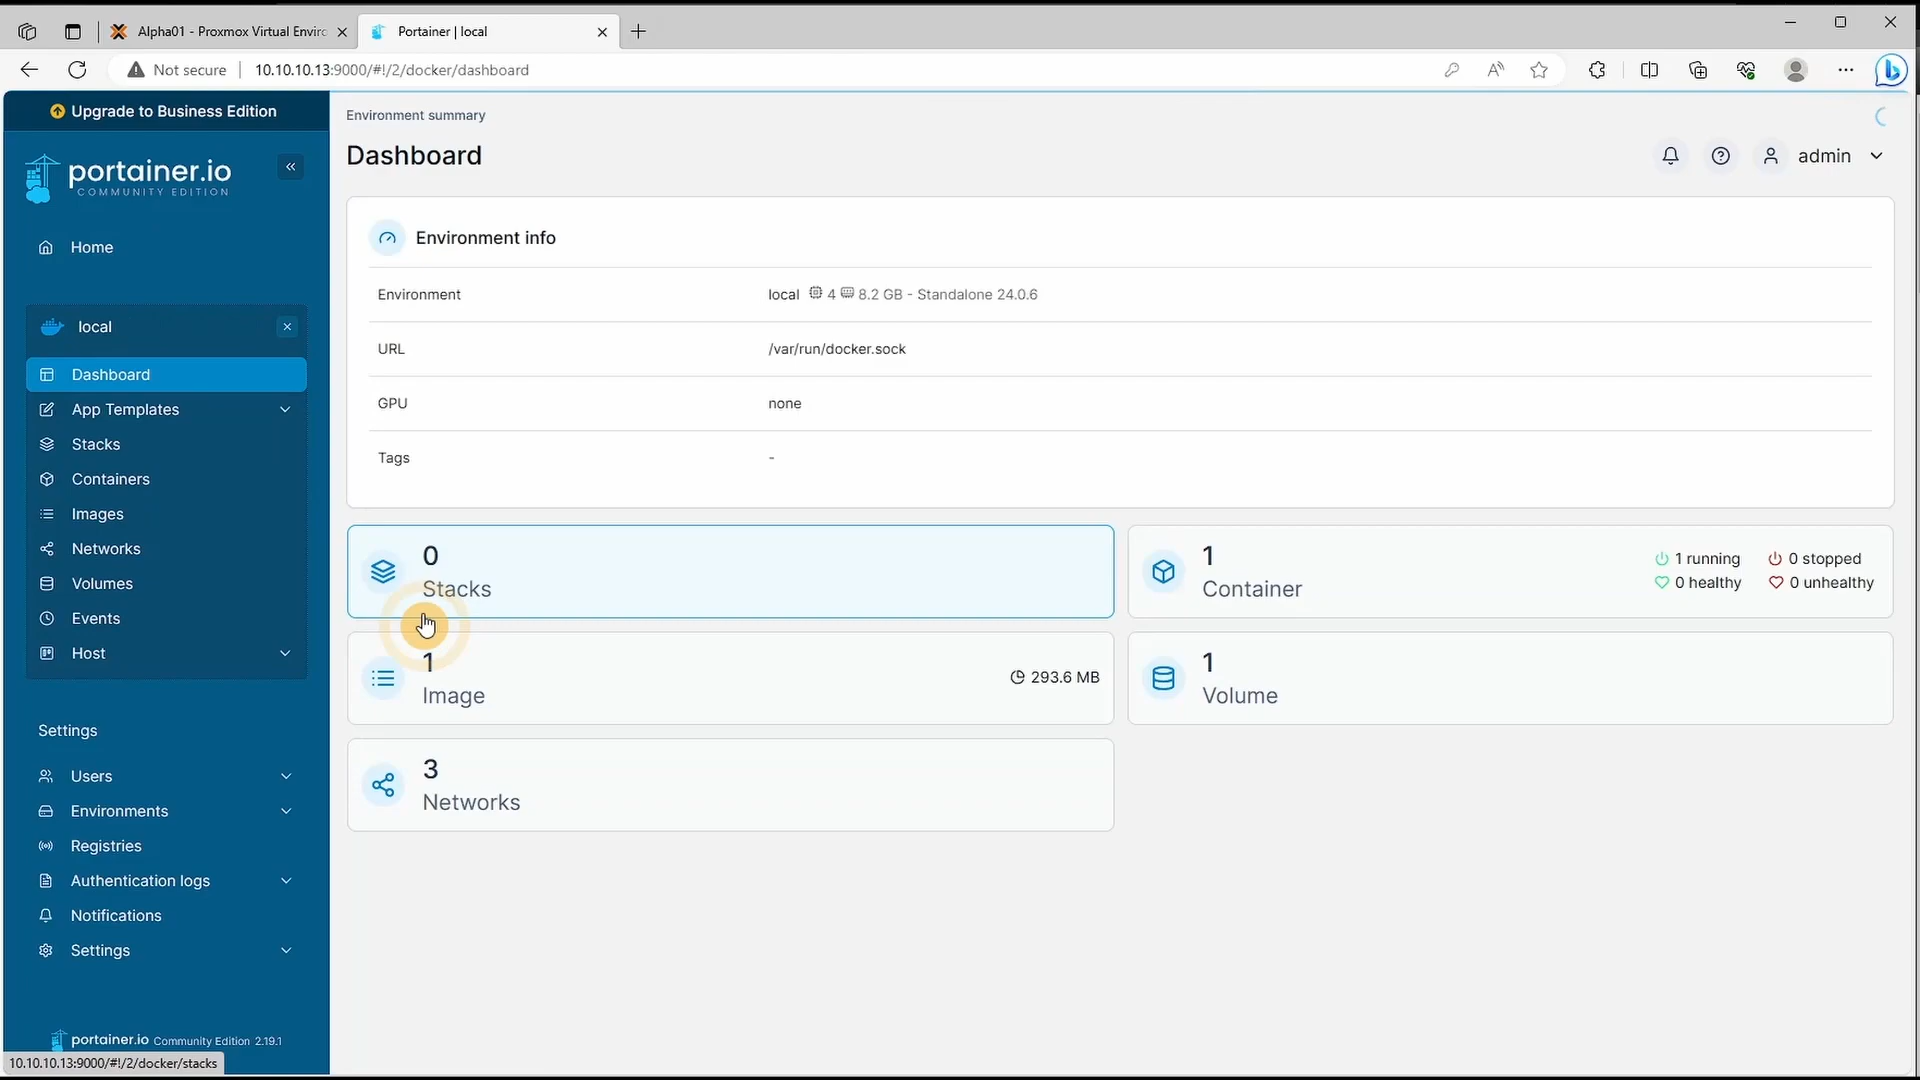 Alpha01 - Proxmox Virtual Enviro
Portainer | local
Not secure
10.10.10.13:9000/#!/2/docker/dashboard
Upgrade to Business Edition
portainer.io
COMMUNITY EDITION
Home
local
Dashboard
App Templates
Stacks
Containers
Images
Networks
Volumes
Events
Host
Settings
Users
Environments
Registries
Authentication logs
Notifications
Settings
portainer.io Community Edition 2.19.1
10.10.10.13:9000/#!/2/docker/stacks
Environment summary
Dashboard
admin
Environment info
Environment local 4 8.2 GB - Standalone 24.0.6
URL /var/run/docker.sock
GPU none
Tags -
0
Stacks
1
Container
1 running 0 stopped
0 healthy 0 unhealthy
1
Image
293.6 MB
1
Volume
3
Networks